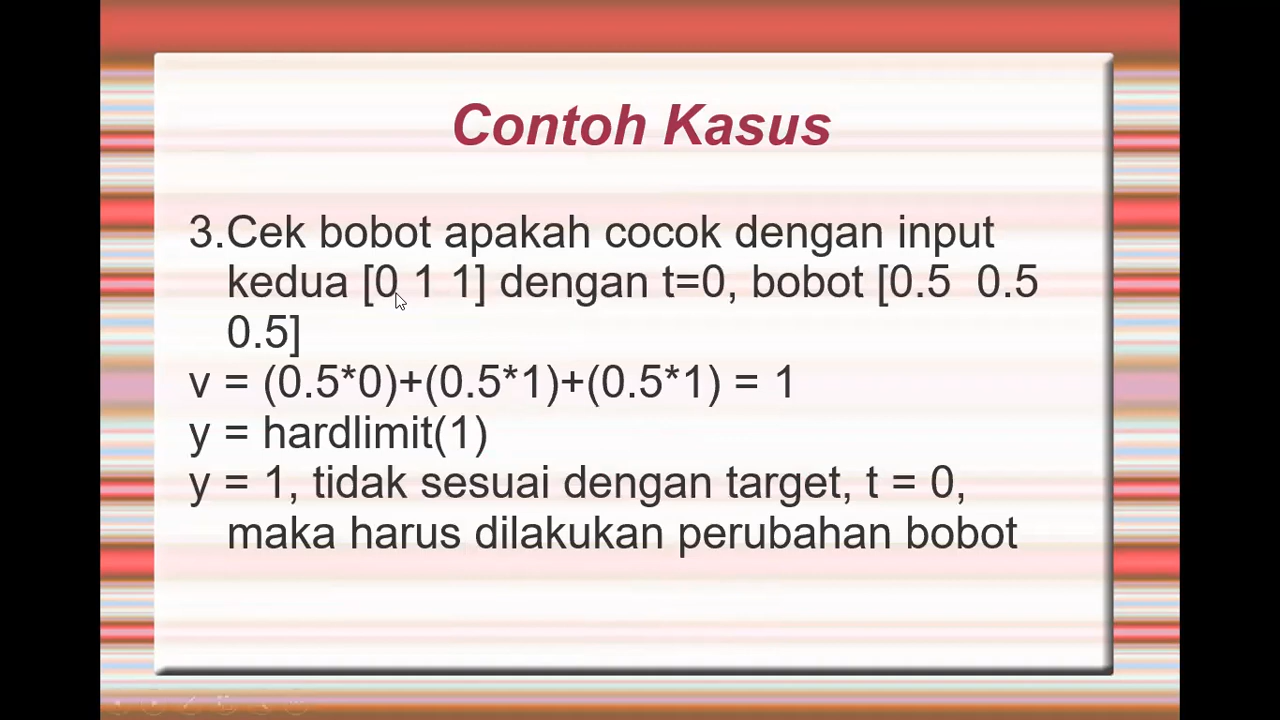 Contoh Kasus
3.Cek bobot apakah cocok dengan input
kedua [0 1 1] dengan t=0, bobot [0.5  0.5
0.5]
v = (0.5*0)+(0.5*1)+(0.5*1) = 1
y = hardlimit(1)
y = 1, tidak sesuai dengan target, t = 0,
maka harus dilakukan perubahan bobot